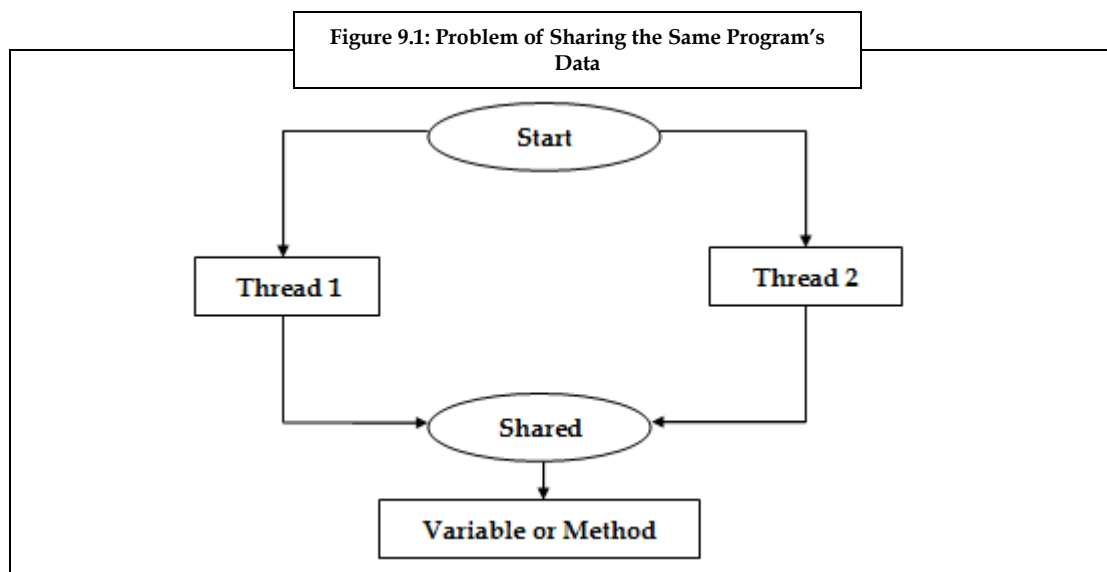 Figure 9.1: Problem of Sharing the Same Program’s
Data
Start
Thread 1
Thread 2
Shared
Variable or Method